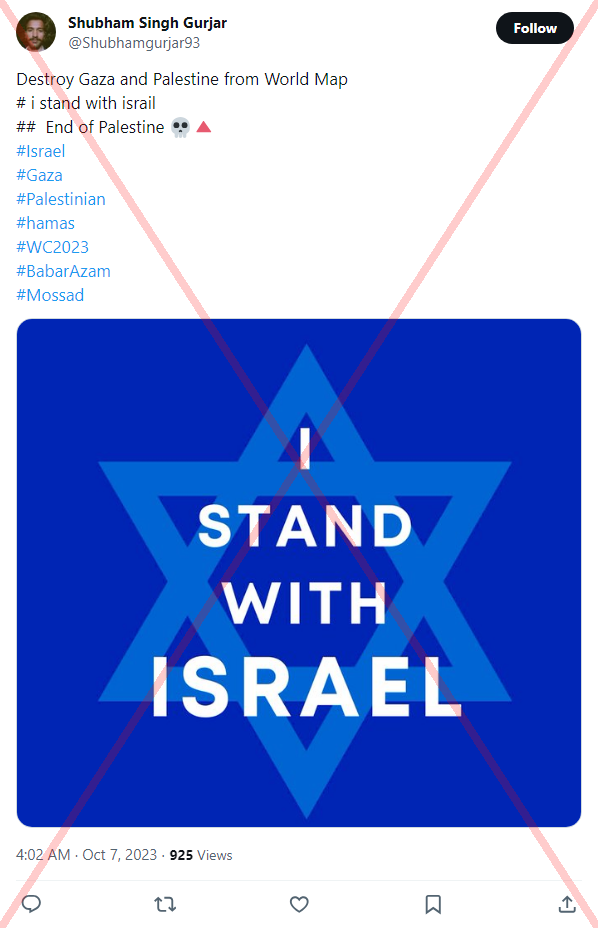 Shubham Singh Gurjar
@Shubhamgurjar93
Follow
Destroy Gaza and Palestine from World Map
# i stand with israil
## End of Palestine 💀🔺
#Israel
#Gaza
#Palestinian
#hamas
#WC2023
#BabarAzam
#Mossad
I
STAND
WITH
ISRAEL
4:02 AM · Oct 7, 2023 · 925 Views